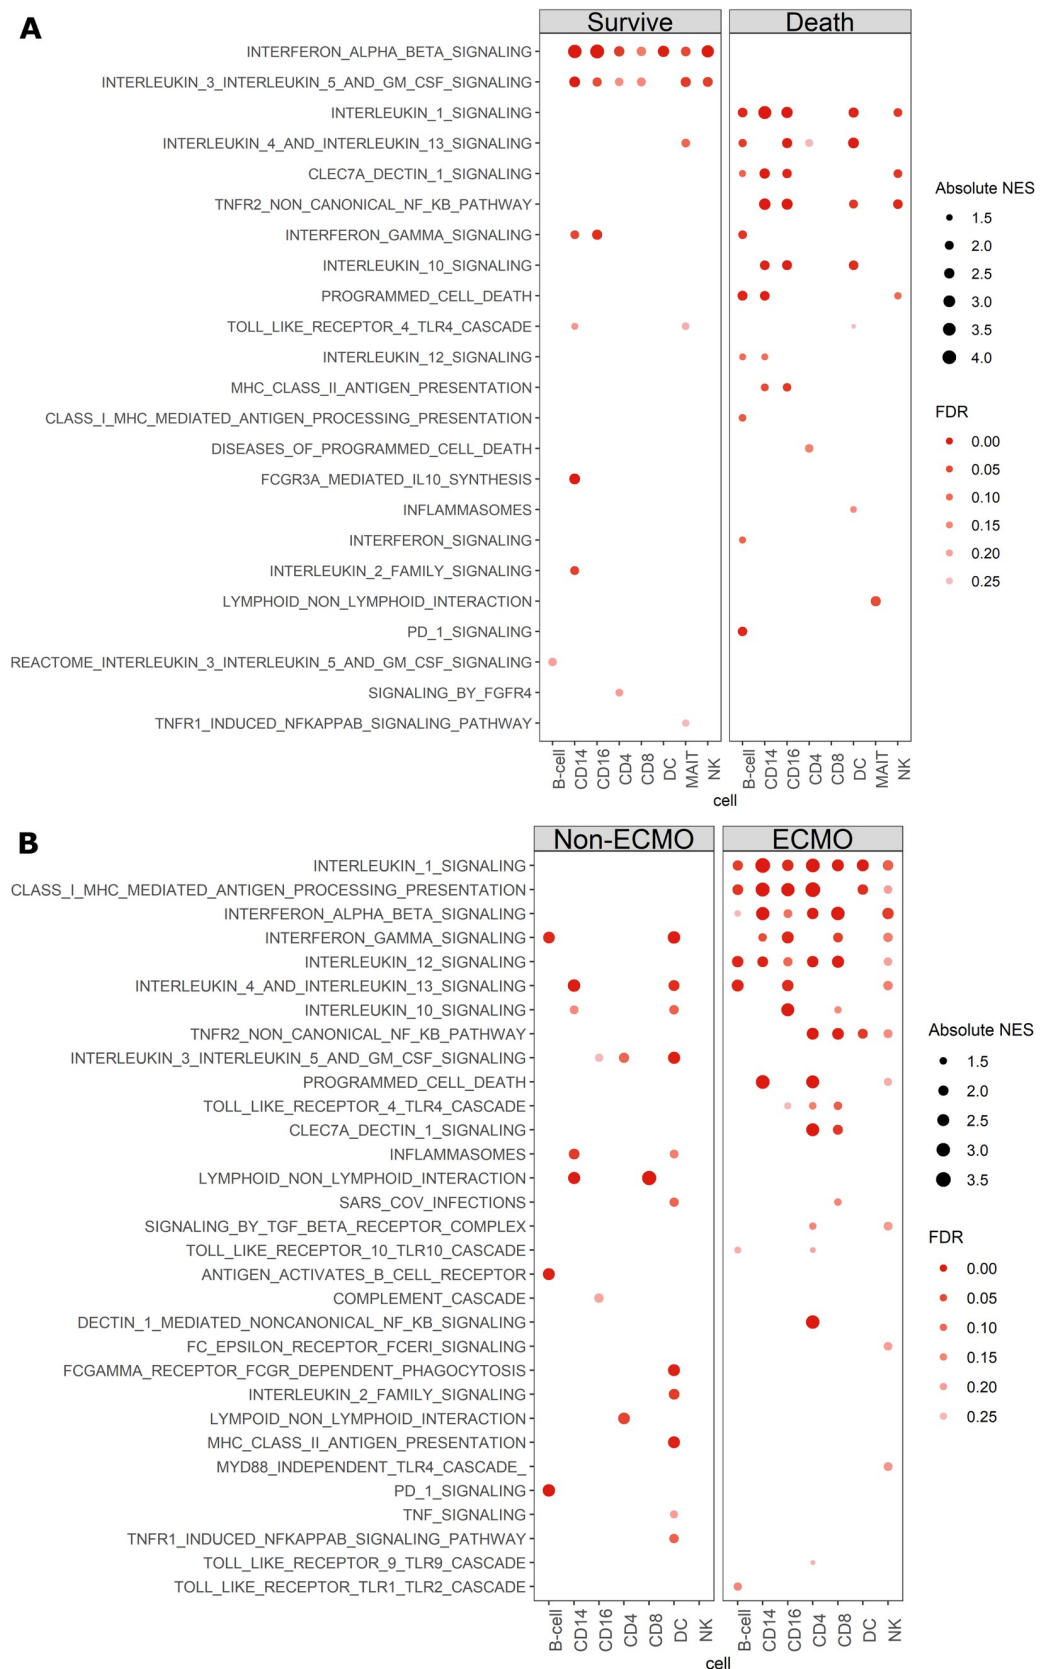 A
Survive Death
INTERFERON_ALPHA_BETA_SIGNALING
INTERLEUKIN_3_INTERLEUKIN_5_AND_GM_CSF_SIGNALING
INTERLEUKIN_1_SIGNALING
INTERLEUKIN_4_AND_INTERLEUKIN_13_SIGNALING
CLEC7A_DECTIN_1_SIGNALING
TNFR2_NON_CANONICAL_NF_KB_PATHWAY
INTERFERON_GAMMA_SIGNALING
INTERLEUKIN_10_SIGNALING
PROGRAMMED_CELL_DEATH
TOLL_LIKE_RECEPTOR_4_TLR4_CASCADE
INTERLEUKIN_12_SIGNALING
MHC_CLASS_II_ANTIGEN_PRESENTATION
CLASS_I_MHC_MEDIATED_ANTIGEN_PROCESSING_PRESENTATION
DISEASES_OF_PROGRAMMED_CELL_DEATH
FCGR3A_MEDIATED_IL10_SYNTHESIS
INFLAMMASOMES
INTERFERON_SIGNALING
INTERLEUKIN_2_FAMILY_SIGNALING
LYMPHOID_NON_LYMPHOID_INTERACTION
PD_1_SIGNALING
REACTOME_INTERLEUKIN_3_INTERLEUKIN_5_AND_GM_CSF_SIGNALING
SIGNALING_BY_FGFR4
TNFR1_INDUCED_NFKAPPAB_SIGNALING_PATHWAY
B-cell CD14 CD16 CD4 CD8 DC MAIT NK B-cell CD14 CD16 CD4 CD8 DC MAIT NK
cell
Absolute NES
1.5
2.0
2.5
3.0
3.5
4.0
FDR
0.00
0.05
0.10
0.15
0.20
0.25
B
Non-ECMO ECMO
INTERLEUKIN_1_SIGNALING
CLASS_I_MHC_MEDIATED_ANTIGEN_PROCESSING_PRESENTATION
INTERFERON_ALPHA_BETA_SIGNALING
INTERFERON_GAMMA_SIGNALING
INTERLEUKIN_12_SIGNALING
INTERLEUKIN_4_AND_INTERLEUKIN_13_SIGNALING
INTERLEUKIN_10_SIGNALING
TNFR2_NON_CANONICAL_NF_KB_PATHWAY
INTERLEUKIN_3_INTERLEUKIN_5_AND_GM_CSF_SIGNALING
PROGRAMMED_CELL_DEATH
TOLL_LIKE_RECEPTOR_4_TLR4_CASCADE
CLEC7A_DECTIN_1_SIGNALING
INFLAMMASOMES
LYMPHOID_NON_LYMPHOID_INTERACTION
SARS_COV_INFECTIONS
SIGNALING_BY_TGF_BETA_RECEPTOR_COMPLEX
TOLL_LIKE_RECEPTOR_10_TLR10_CASCADE
ANTIGEN_ACTIVATES_B_CELL_RECEPTOR
COMPLEMENT_CASCADE
DECTIN_1_MEDIATED_NONCANONICAL_NF_KB_SIGNALING
FC_EPSILON_RECEPTOR_FCERI_SIGNALING
FCGAMMA_RECEPTOR_FCGR_DEPENDENT_PHAGOCYTOSIS
INTERLEUKIN_2_FAMILY_SIGNALING
LYMPOID_NON_LYMPHOID_INTERACTION
MHC_CLASS_II_ANTIGEN_PRESENTATION
MYD88_INDEPENDENT_TLR4_CASCADE_
PD_1_SIGNALING
TNF_SIGNALING
TNFR1_INDUCED_NFKAPPAB_SIGNALING_PATHWAY
TOLL_LIKE_RECEPTOR_9_TLR9_CASCADE
TOLL_LIKE_RECEPTOR_TLR1_TLR2_CASCADE
B-cell CD14 CD16 CD4 CD8 DC NK B-cell CD14 CD16 CD4 CD8 DC NK
cell
Absolute NES
1.5
2.0
2.5
3.0
3.5
FDR
0.00
0.05
0.10
0.15
0.20
0.25